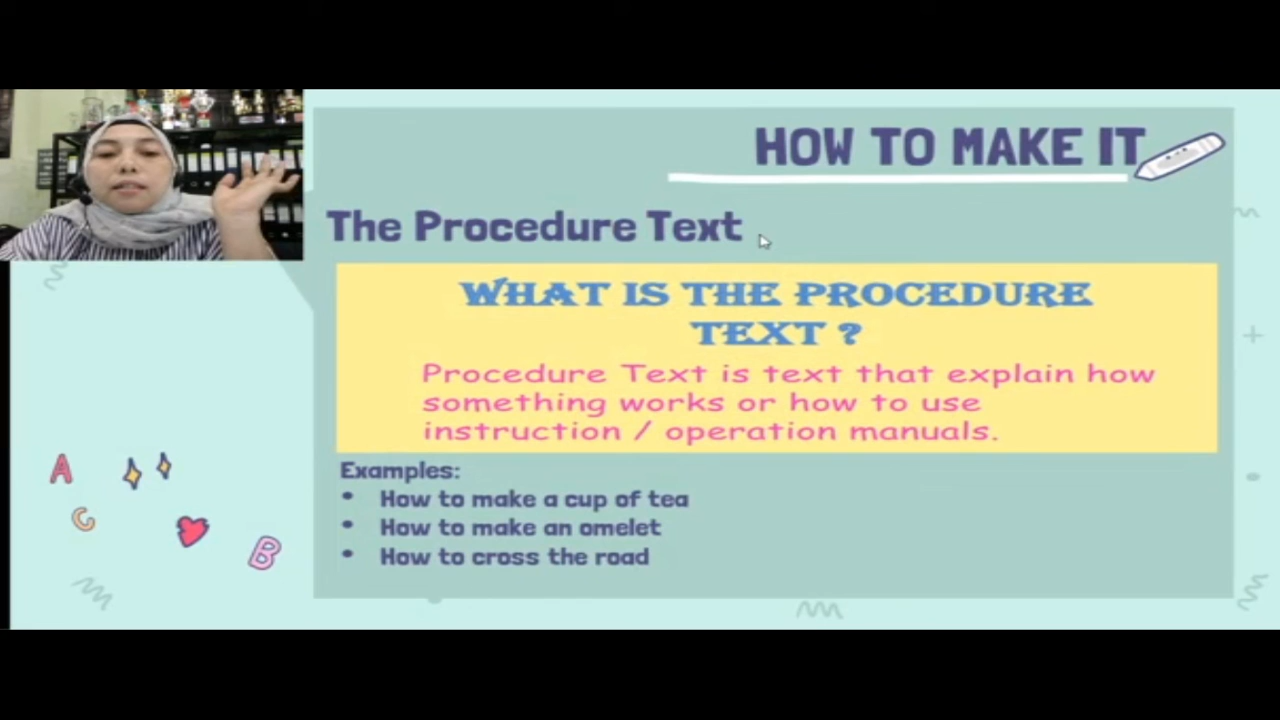 HOW TO MAKE IT
The Procedure Text
WHAT IS THE PROCEDURE
TEXT ?
Procedure Text is text that explain how
something works or how to use
instruction / operation manuals.
Examples:
• How to make a cup of tea
• How to make an omelet
• How to cross the road
A
C
B